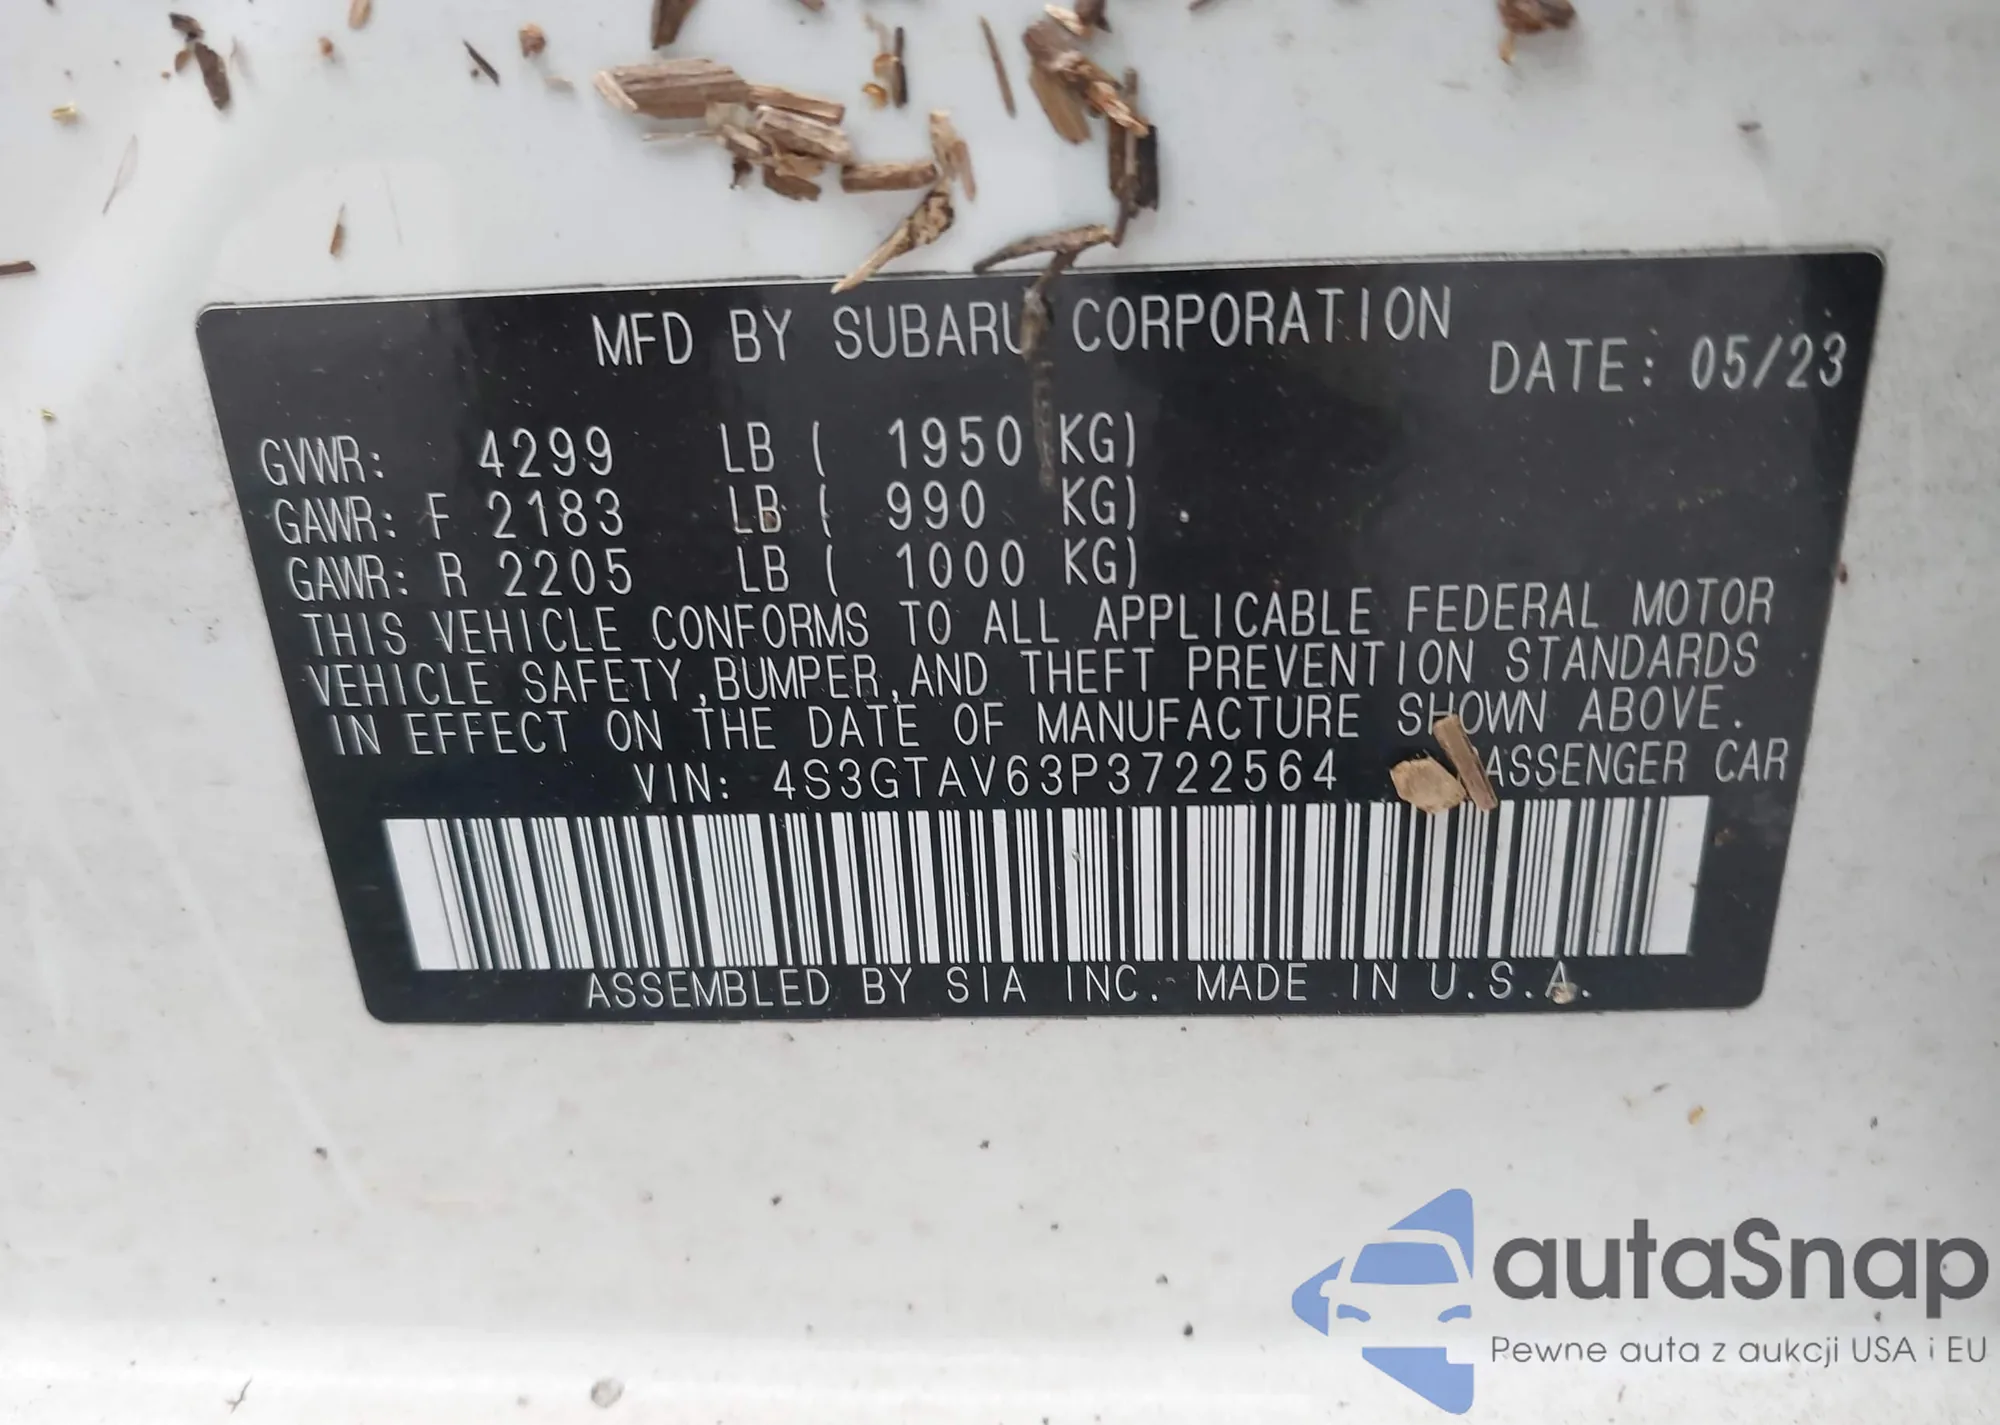 MFD BY SUBARU CORPORATION
DATE: 05/23
GVWR: 4299 LB ( 1950 KG)
GAWR: F 2183 LB ( 990 KG)
GAWR: R 2205 LB ( 1000 KG)
THIS VEHICLE CONFORMS TO ALL APPLICABLE FEDERAL MOTOR
VEHICLE SAFETY,BUMPER,AND THEFT PREVENTION STANDARDS
IN EFFECT ON THE DATE OF MANUFACTURE SHOWN ABOVE.
VIN: 4S3GTAV63P3722564 PASSENGER CAR
ASSEMBLED BY SIA INC. MADE IN U.S.A.
autaSnap
Pewne auta z aukcji USA i EU